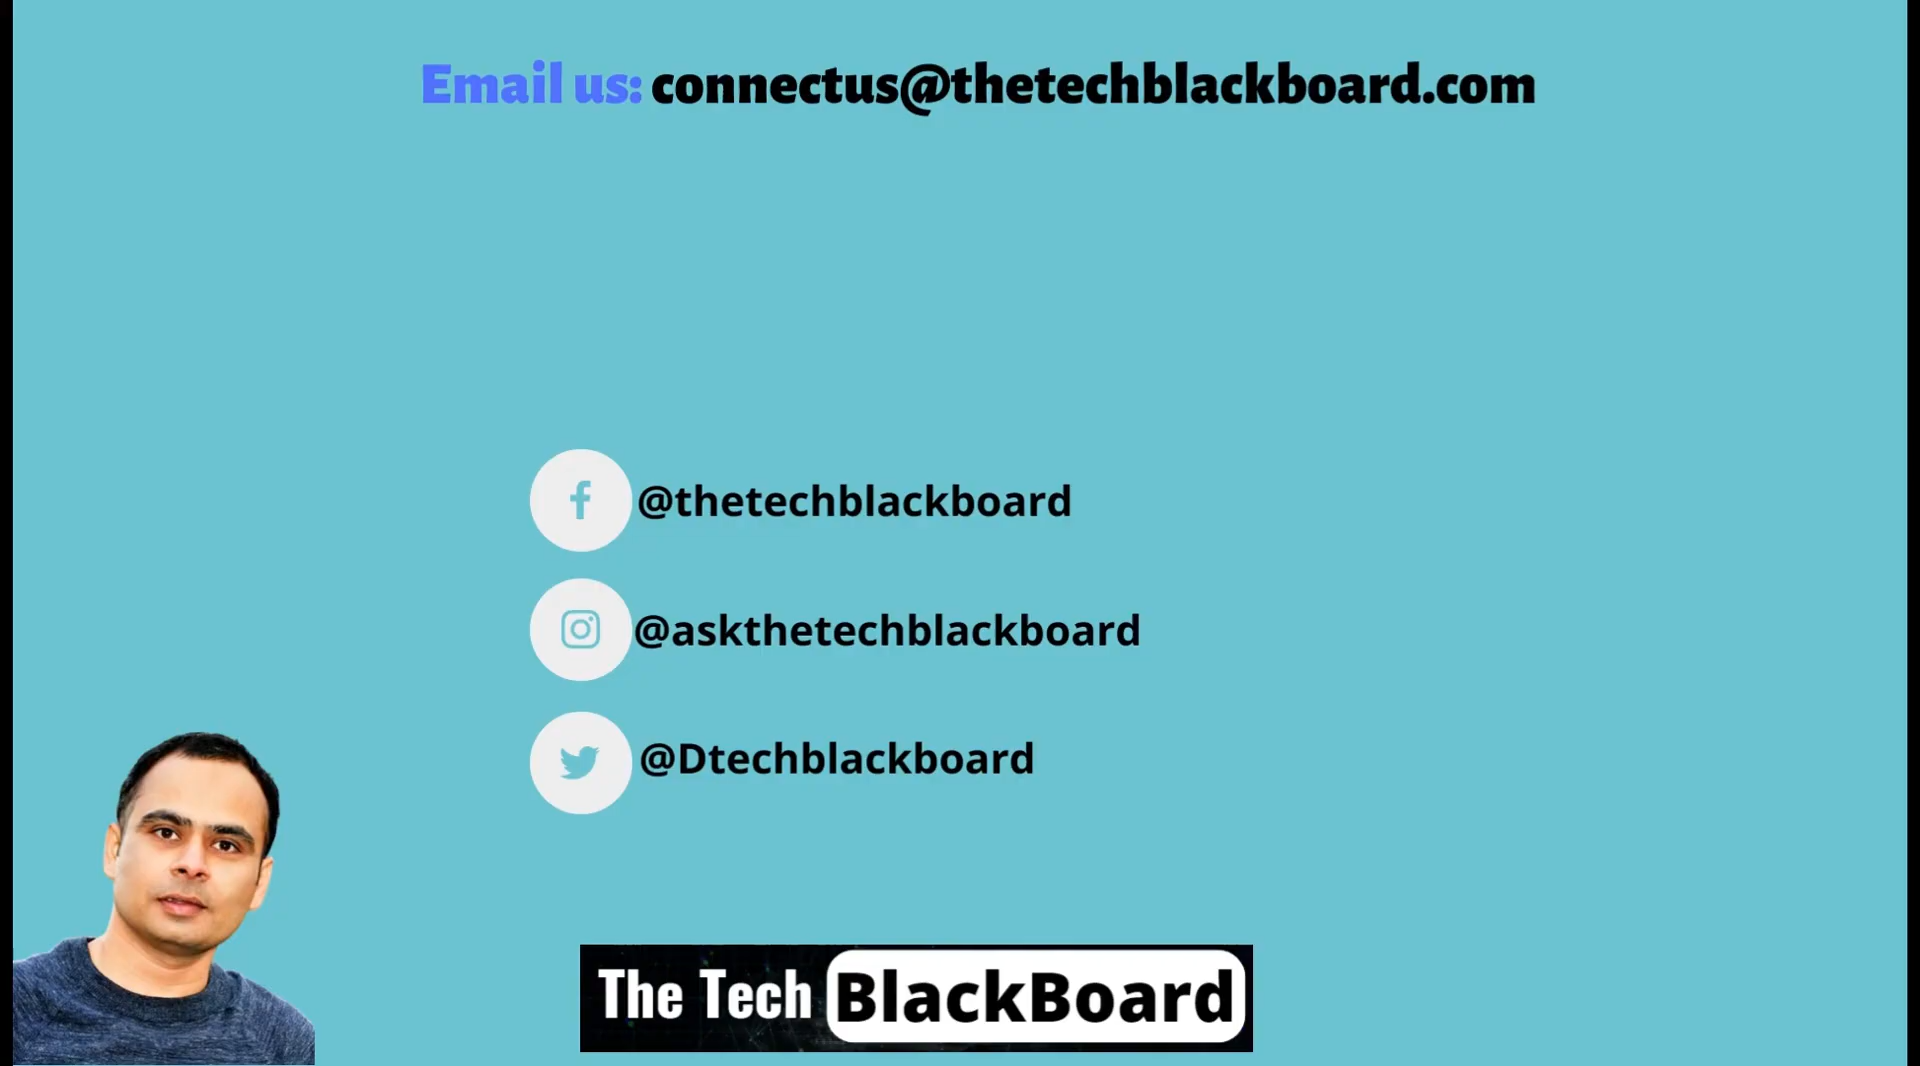 Email us: connectus@thetechblackboard.com
@thetechblackboard
@askthetechblackboard
@Dtechblackboard
The Tech BlackBoard